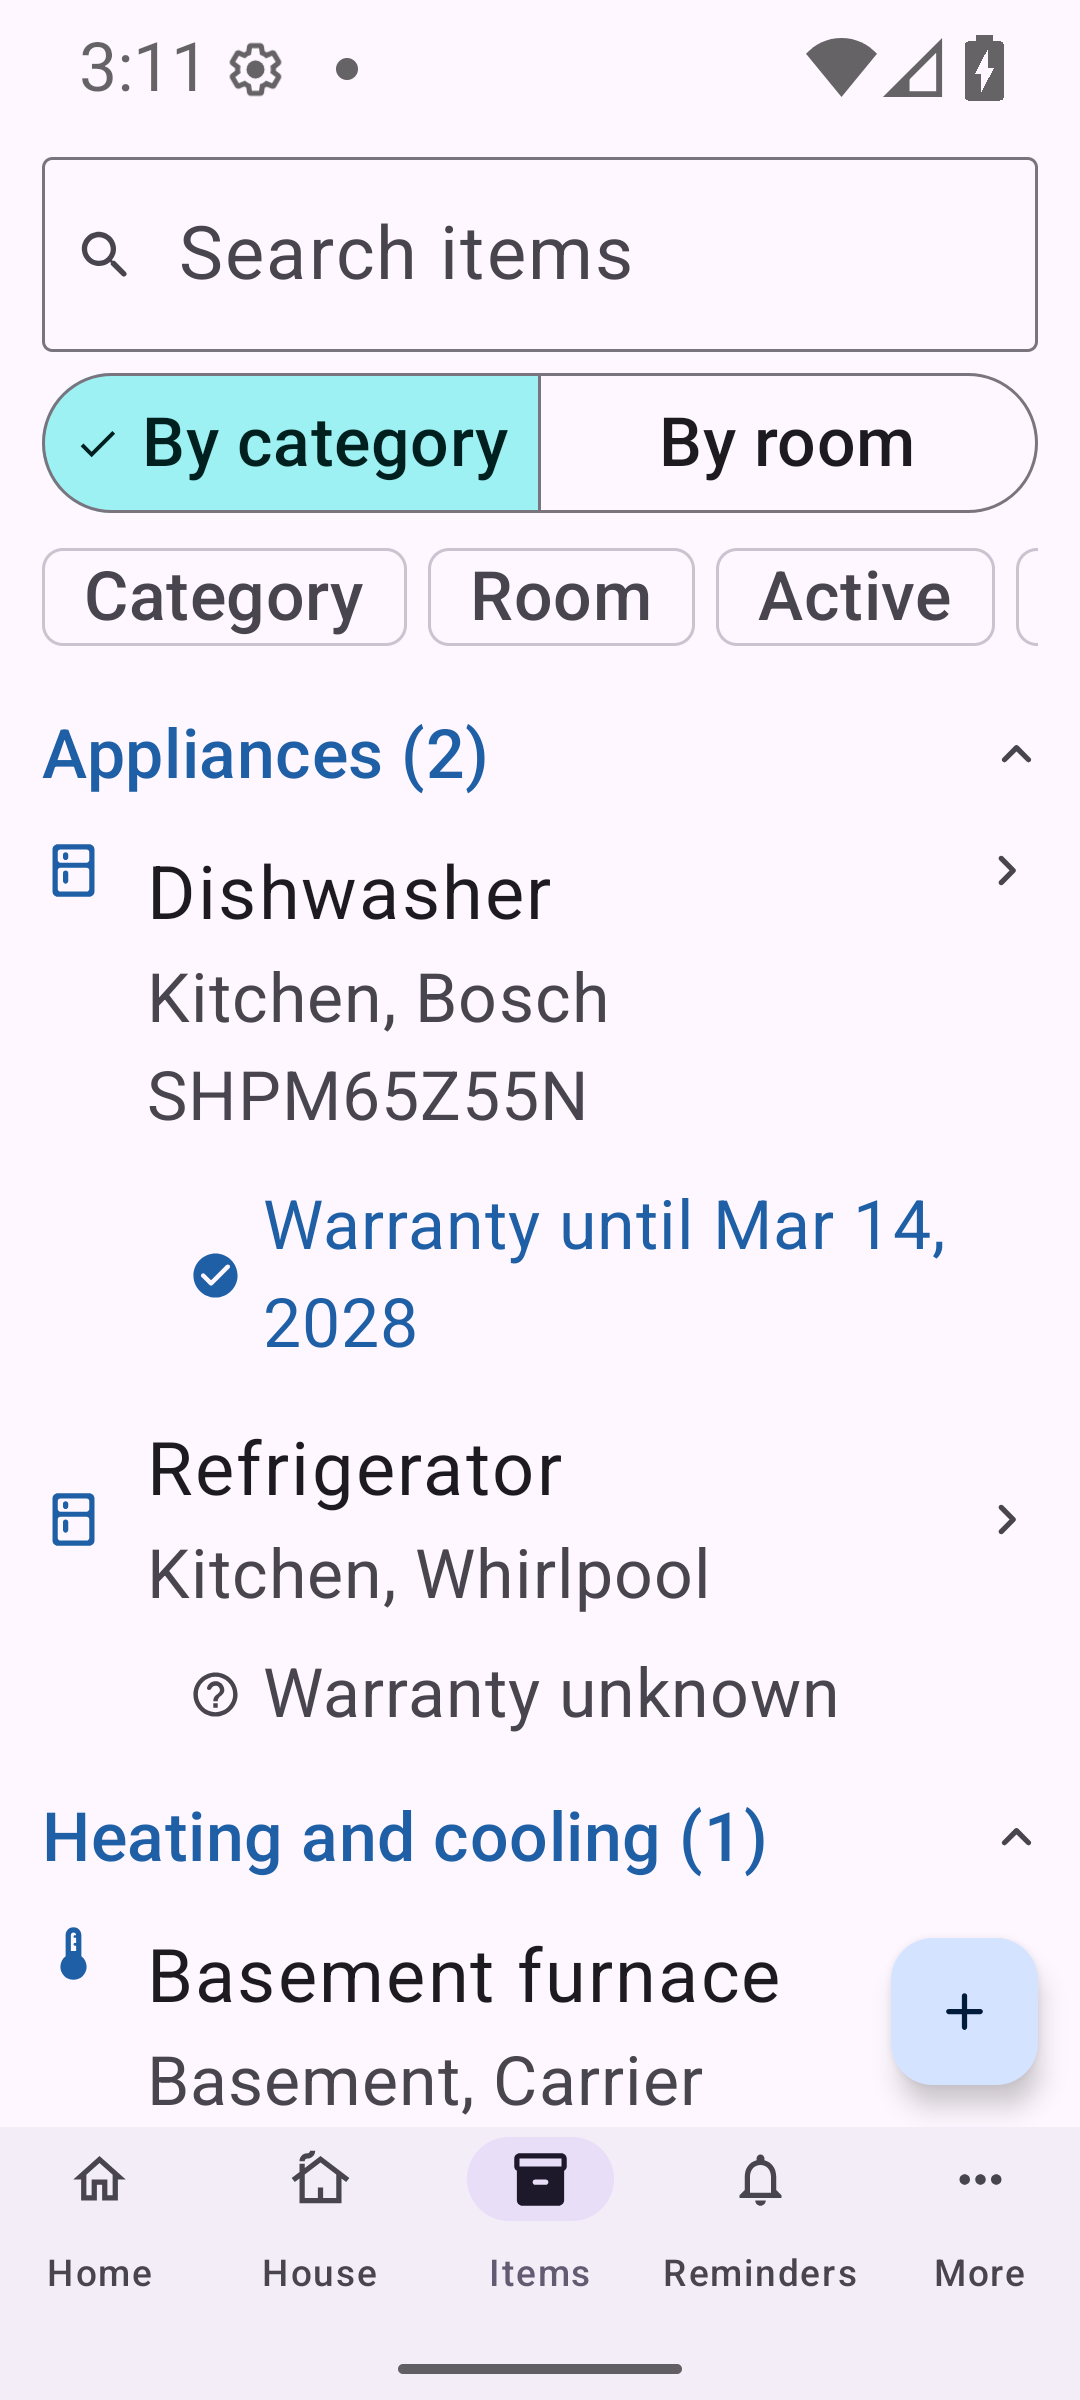 3:11
Search items
By category
By room
Category
Room
Active
Appliances (2)
Dishwasher
Kitchen, Bosch
SHPM65Z55N
Warranty until Mar 14,
2028
Refrigerator
Kitchen, Whirlpool
Warranty unknown
Heating and cooling (1)
Basement furnace
Basement, Carrier
Home
House
Items
Reminders
More